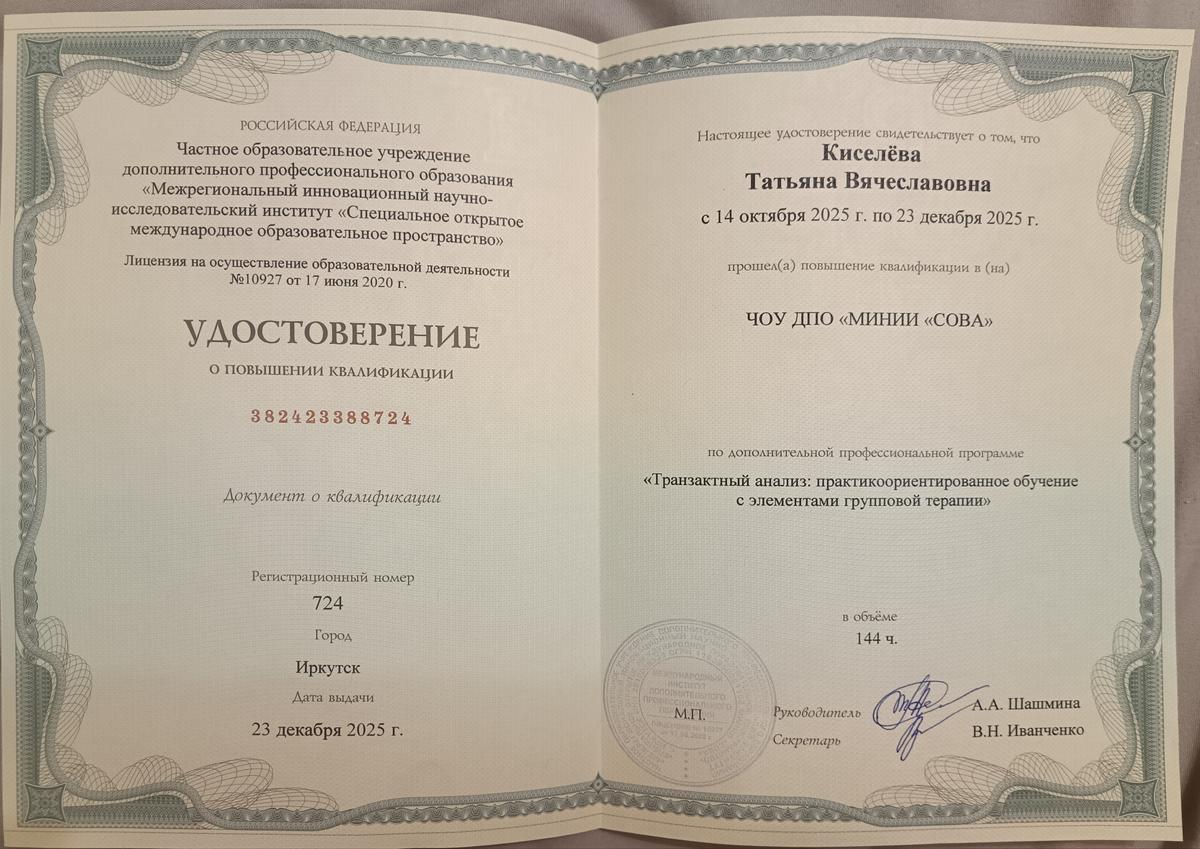 РОССИЙСКАЯ ФЕДЕРАЦИЯ
Частное образовательное учреждение
дополнительного профессионального образования
«Межрегиональный инновационный научно-
исследовательский институт «Специальное открытое
международное образовательное пространство»
Лицензия на осуществление образовательной деятельности
№10927 от 17 июня 2020 г.
УДОСТОВЕРЕНИЕ
О ПОВЫШЕНИИ КВАЛИФИКАЦИИ
382423388724
Документ о квалификации
Регистрационный номер
724
Город
Иркутск
Дата выдачи
23 декабря 2025 г.
Настоящее удостоверение свидетельствует о том, что
Киселёва
Татьяна Вячеславовна
с 14 октября 2025 г. по 23 декабря 2025 г.
прошел(а) повышение квалификации в (на)
ЧОУ ДПО «МИНИИ «СОВА»
по дополнительной профессиональной программе
«Транзактный анализ: практикоориентированное обучение
с элементами групповой терапии»
в объёме
144 ч.
МЕЖДУНАРОДНЫЙ
ИНСТИТУТ
ДОПОЛНИТЕЛЬНОГО
ПРОФЕССИОНАЛЬНОГО
М.П.
Руководитель
А.А. Шашмина
Секретарь
В.Н. Иванченко